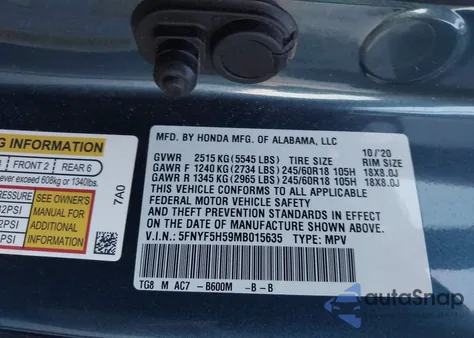 G INFORMATION
FRONT 2 | REAR 6
ever exceed 608kg or 1340lbs.
PRESSURE
SEE OWNER'S
MANUAL FOR
ADDITIONAL
INFORMATION
2PSI
PSI
7A0
MFD. BY HONDA MFG. OF ALABAMA, LLC 10/'20
GVWR 2515 KG(5545 LBS) TIRE SIZE RIM SIZE
GAWR F 1240 KG(2734 LBS) 245/60R18 105H 18X8.0J
GAWR R 1345 KG(2965 LBS) 245/60R18 105H 18X8.0J
THIS VEHICLE CONFORMS TO ALL APPLICABLE
FEDERAL MOTOR VEHICLE SAFETY
AND THEFT PREVENTION STANDARDS IN EFFECT
ON THE DATE OF MANUFACTURE SHOWN ABOVE.
V.I.N.: 5FNYF5H59MB015635 TYPE: MPV
TG8 M AC7 -B600M -B -B
autoSnap